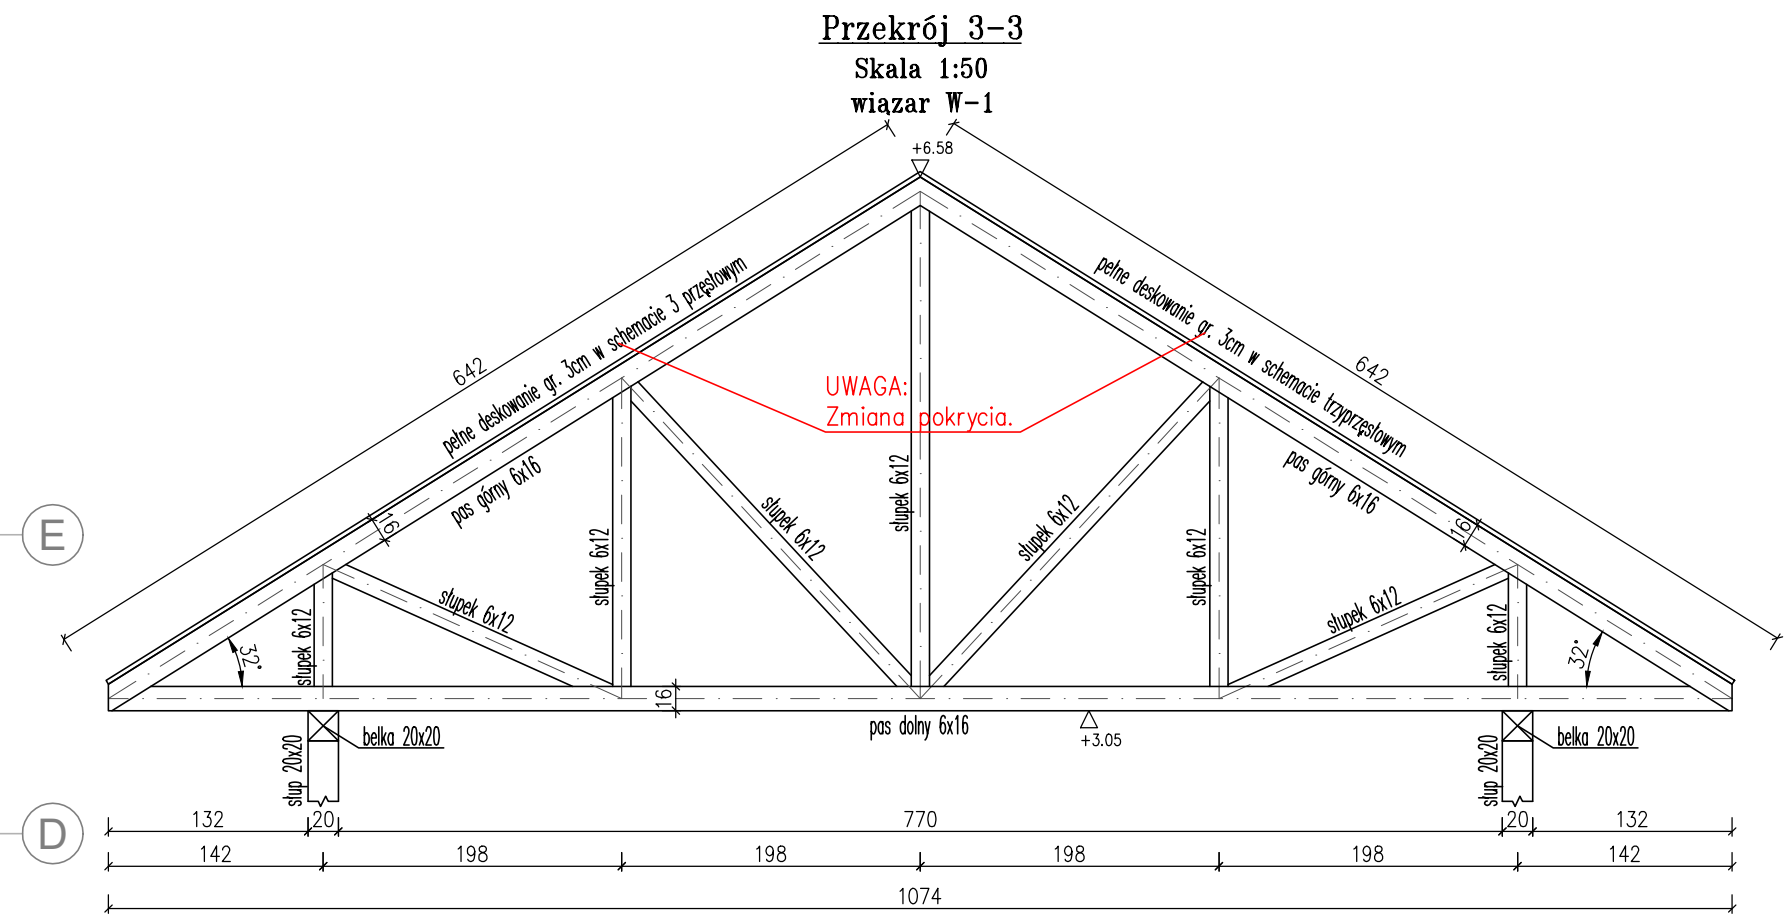 Przekrój 3-3
Skala 1:50
wiązar W-1
+6.58
642
642
pełne deskowanie gr. 3cm w schemacie 3 przęsłowym
pełne deskowanie gr. 3cm w schemacie trzyprzęsłowym
UWAGA:
Zmiana pokrycia.
pas górny 6x16
pas górny 6x16
16
16
E
słupek 6x12
słupek 6x12
słupek 6x12
słupek 6x12
słupek 6x12
słupek 6x12
słupek 6x12
słupek 6x12
słupek 6x12
32°
32°
16
pas dolny 6x16
+3.05
belka 20x20
belka 20x20
słup 20x20
słup 20x20
D
132 20 770 20 132
142 198 198 198 198 142
1074